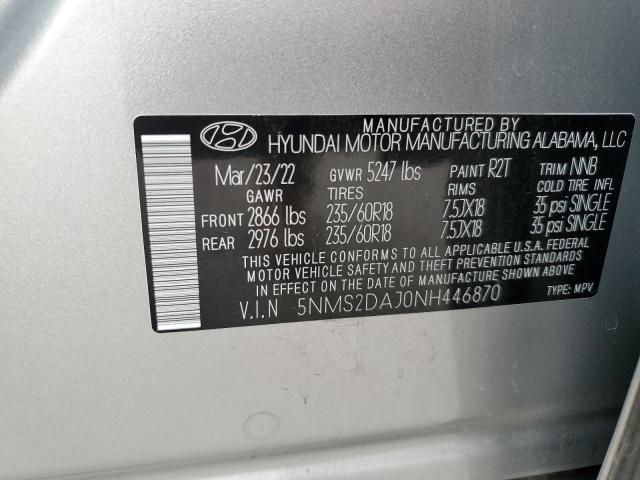 MANUFACTURED BY
HYUNDAI MOTOR MANUFACTURING ALABAMA, LLC
Mar/23/22 GVWR 5247 lbs PAINT R2T TRIM NNB
GAWR TIRES RIMS COLD TIRE INFL
FRONT 2866 lbs 235/60R18 7.5JX18 35 psi SINGLE
REAR 2976 lbs 235/60R18 7.5JX18 35 psi SINGLE
THIS VEHICLE CONFORMS TO ALL APPLICABLE U.S.A. FEDERAL
MOTOR VEHICLE SAFETY AND THEFT PREVENTION STANDARDS
IN EFFECT ON THE DATE OF MANUFACTURE SHOWN ABOVE.
V.I.N 5NMS2DAJ0NH446870 TYPE: MPV